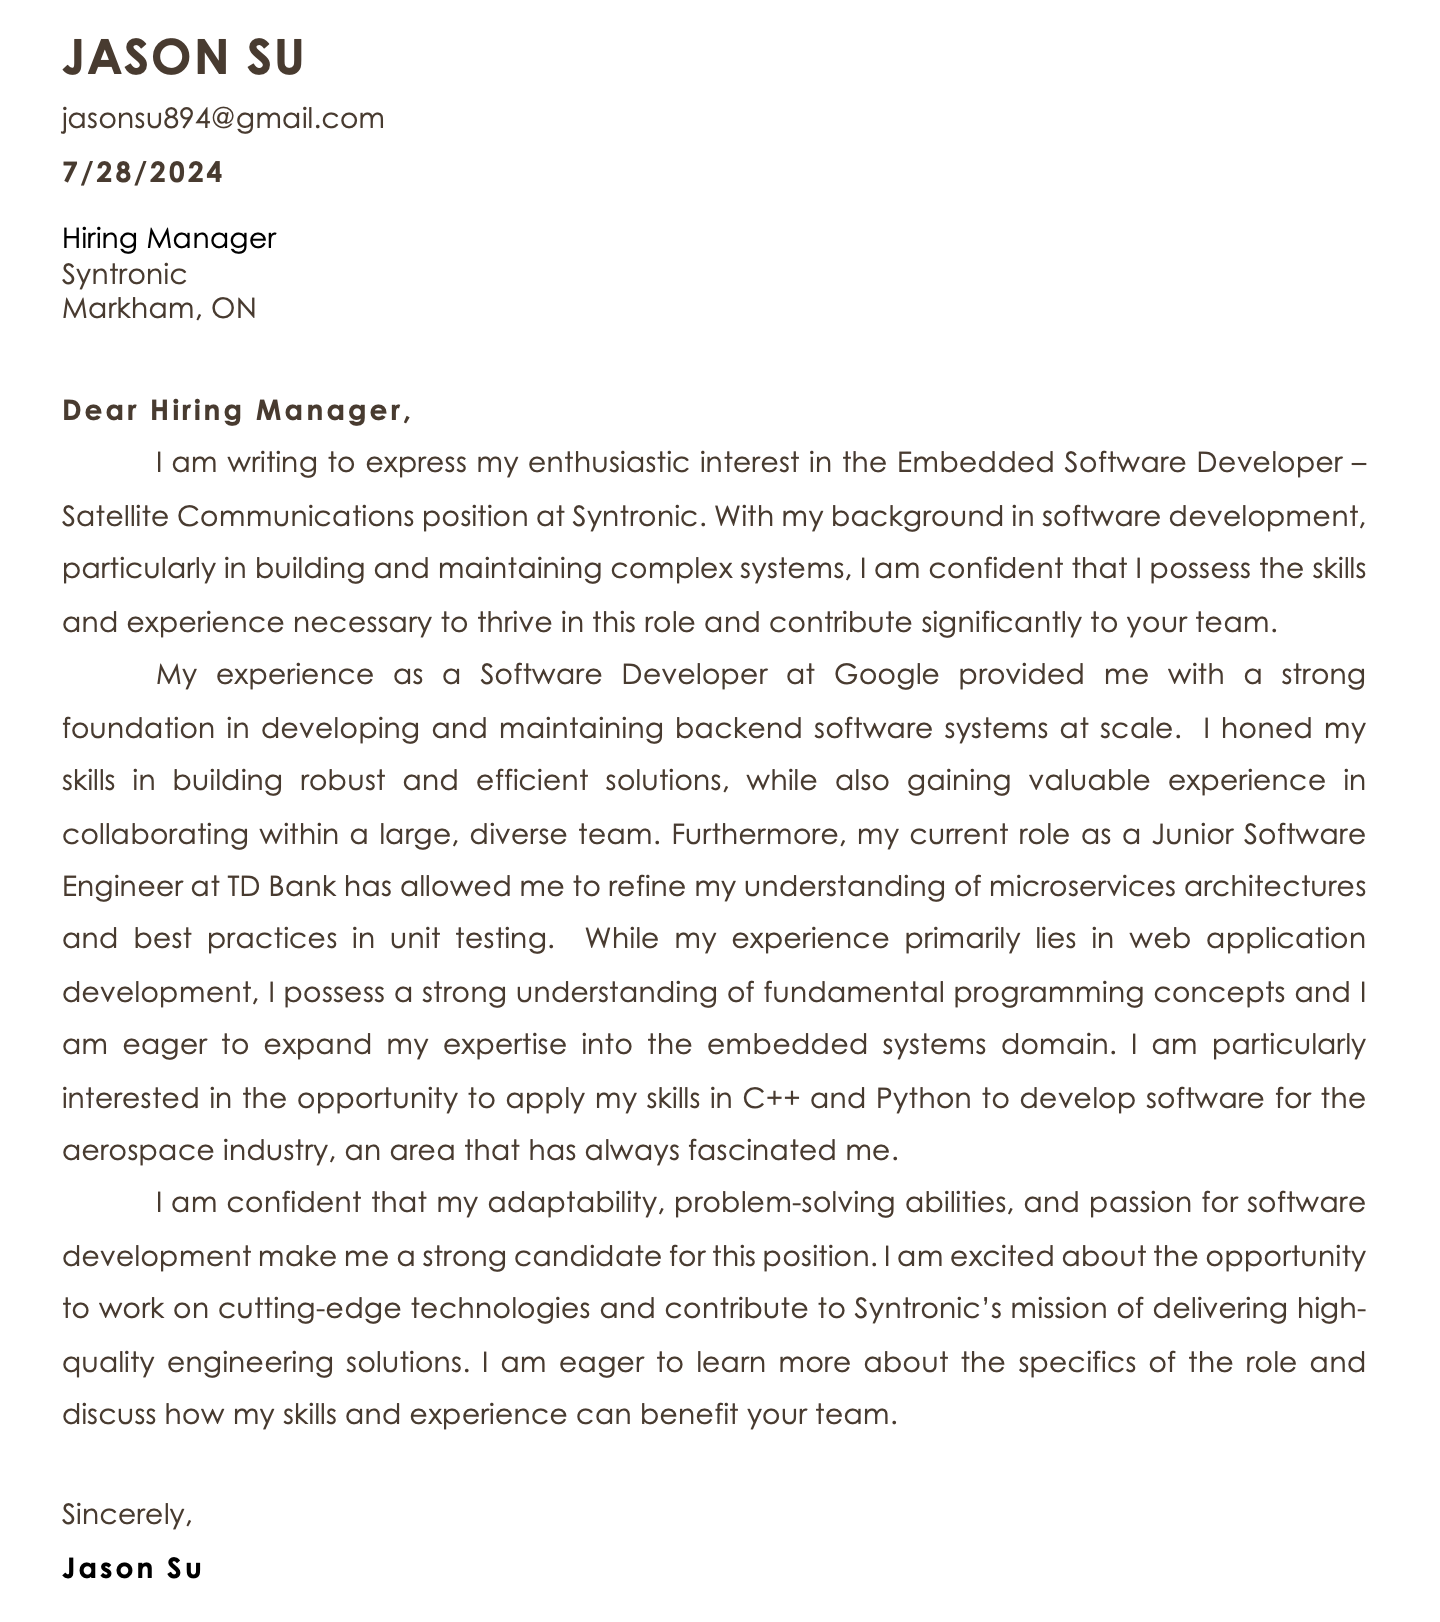 JASON SU
jasonsu894@gmail.com
7/28/2024
Hiring Manager
Syntronic
Markham, ON
Dear Hiring Manager,
I am writing to express my enthusiastic interest in the Embedded Software Developer –
Satellite Communications position at Syntronic. With my background in software development,
particularly in building and maintaining complex systems, I am confident that I possess the skills
and experience necessary to thrive in this role and contribute significantly to your team.
My experience as a Software Developer at Google provided me with a strong
foundation in developing and maintaining backend software systems at scale.  I honed my
skills in building robust and efficient solutions, while also gaining valuable experience in
collaborating within a large, diverse team. Furthermore, my current role as a Junior Software
Engineer at TD Bank has allowed me to refine my understanding of microservices architectures
and best practices in unit testing.  While my experience primarily lies in web application
development, I possess a strong understanding of fundamental programming concepts and I
am eager to expand my expertise into the embedded systems domain. I am particularly
interested in the opportunity to apply my skills in C++ and Python to develop software for the
aerospace industry, an area that has always fascinated me.
I am confident that my adaptability, problem-solving abilities, and passion for software
development make me a strong candidate for this position. I am excited about the opportunity
to work on cutting-edge technologies and contribute to Syntronic’s mission of delivering high-
quality engineering solutions. I am eager to learn more about the specifics of the role and
discuss how my skills and experience can benefit your team.
Sincerely,
Jason Su